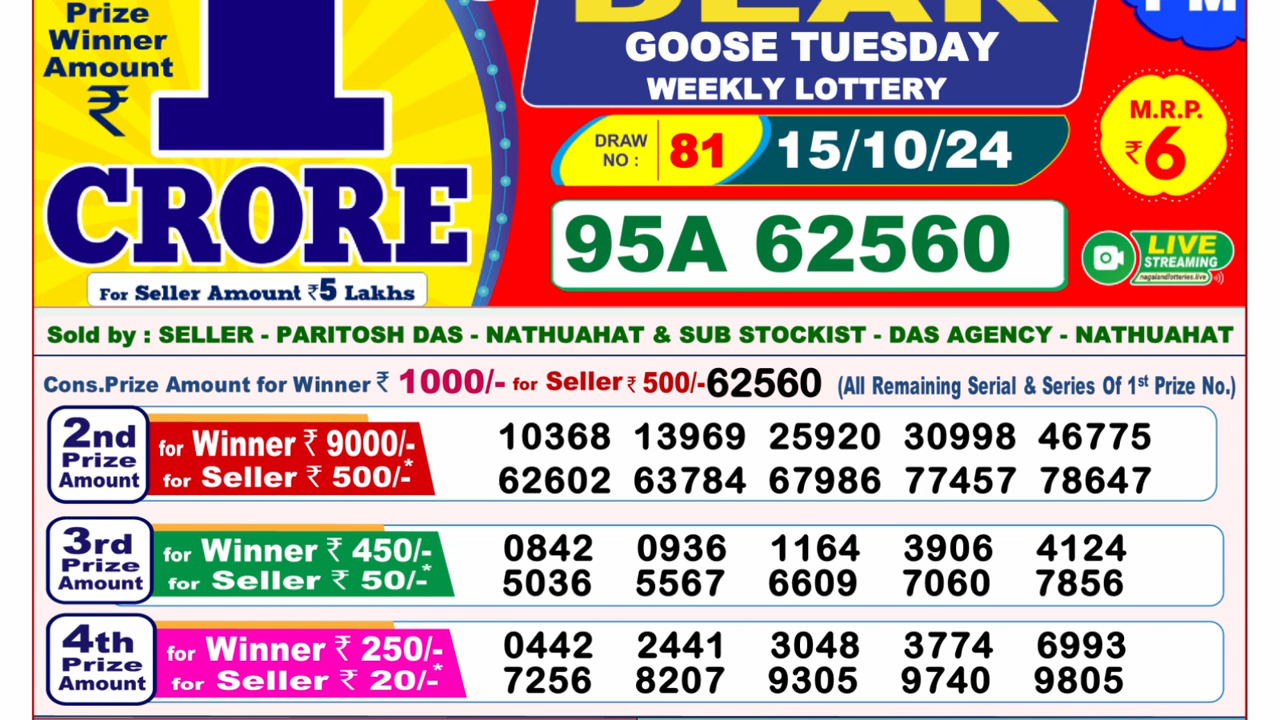 Prize
Winner
Amount
₹
1
CRORE
For Seller Amount ₹5 Lakhs
DEAR
GOOSE TUESDAY
WEEKLY LOTTERY
PM
DRAW NO : 81 15/10/24
M.R.P.
₹6
95A 62560
LIVE
STREAMING
nagalandlotteries.live
Sold by : SELLER - PARITOSH DAS - NATHUAHAT & SUB STOCKIST - DAS AGENCY - NATHUAHAT
Cons.Prize Amount for Winner ₹ 1000/- for Seller ₹ 500/- 62560 (All Remaining Serial & Series Of 1st Prize No.)
2nd
Prize
Amount
for Winner ₹ 9000/-
for Seller ₹ 500/-*
10368 13969 25920 30998 46775
62602 63784 67986 77457 78647
3rd
Prize
Amount
for Winner ₹ 450/-
for Seller ₹ 50/-*
0842 0936 1164 3906 4124
5036 5567 6609 7060 7856
4th
Prize
Amount
for Winner ₹ 250/-
for Seller ₹ 20/-*
0442 2441 3048 3774 6993
7256 8207 9305 9740 9805